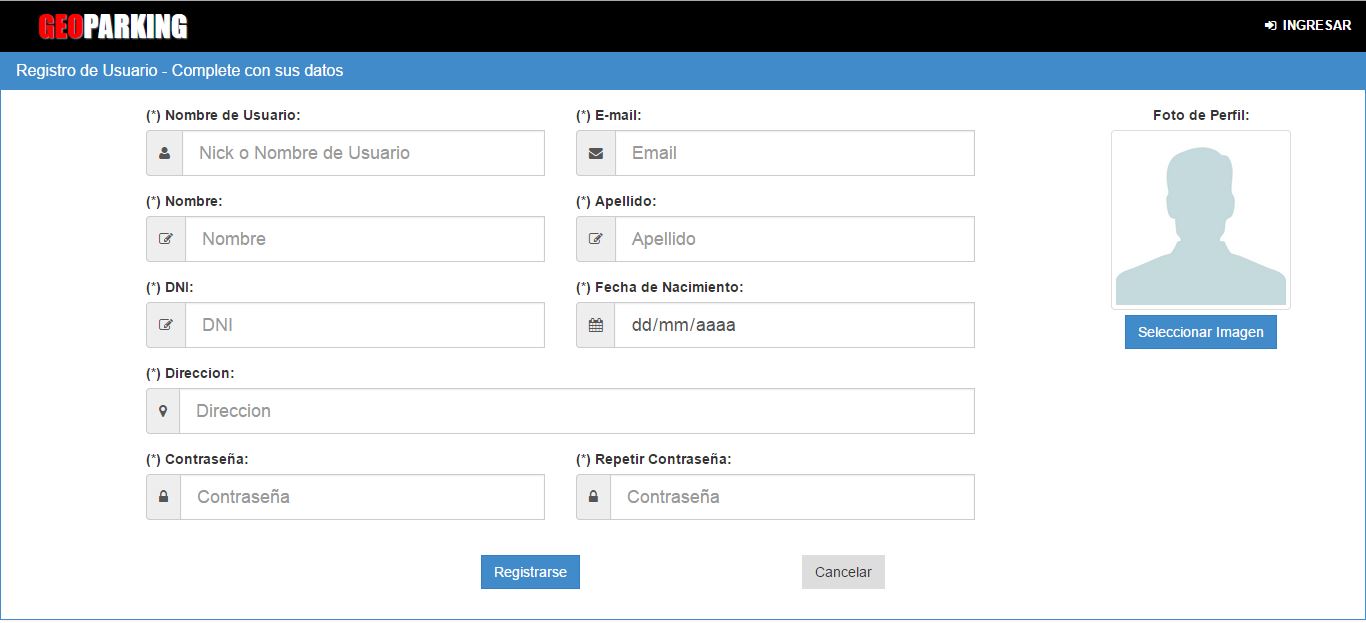 GEOPARKING
INGRESAR
Registro de Usuario - Complete con sus datos
(*) Nombre de Usuario:
Nick o Nombre de Usuario
(*) E-mail:
Email
Foto de Perfil:
(*) Nombre:
Nombre
(*) Apellido:
Apellido
(*) DNI:
DNI
(*) Fecha de Nacimiento:
dd/mm/aaaa
Seleccionar Imagen
(*) Direccion:
Direccion
(*) Contraseña:
Contraseña
(*) Repetir Contraseña:
Contraseña
Registrarse
Cancelar